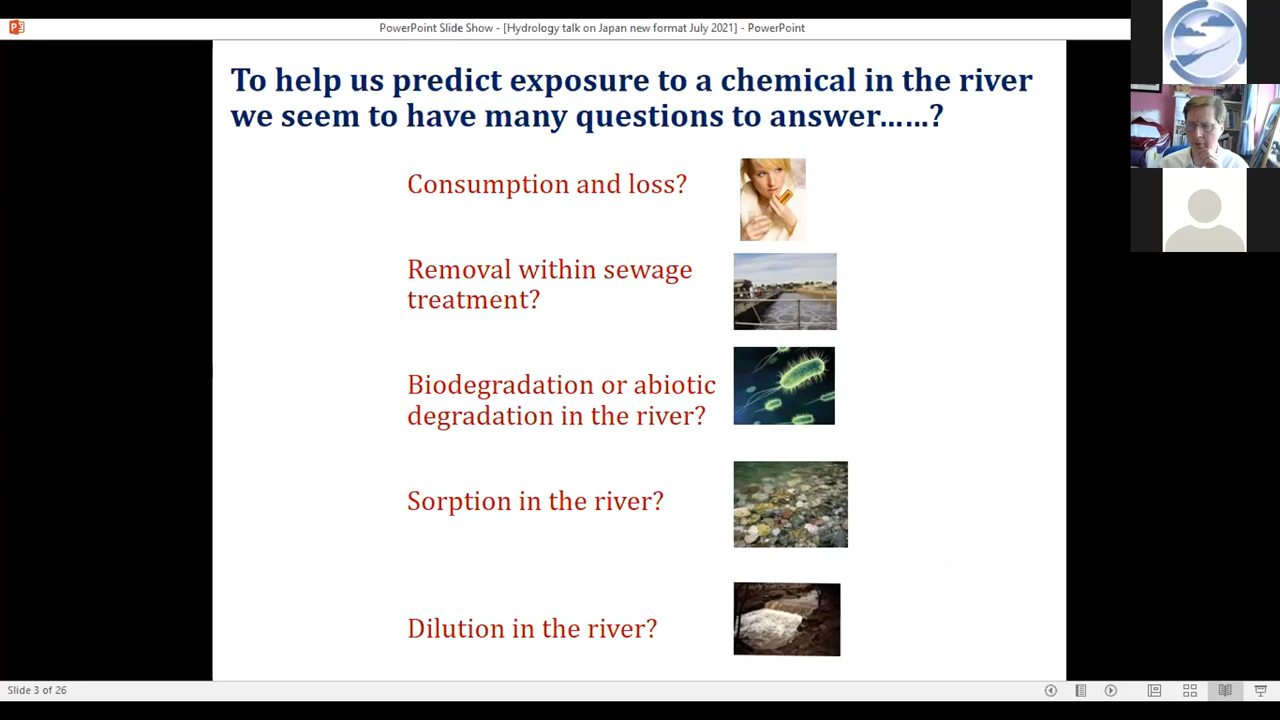 PowerPoint Slide Show - [Hydrology talk on Japan new format July 2021] - PowerPoint
To help us predict exposure to a chemical in the river
we seem to have many questions to answer……?
Consumption and loss?
Removal within sewage
treatment?
Biodegradation or abiotic
degradation in the river?
Sorption in the river?
Dilution in the river?
Slide 3 of 26